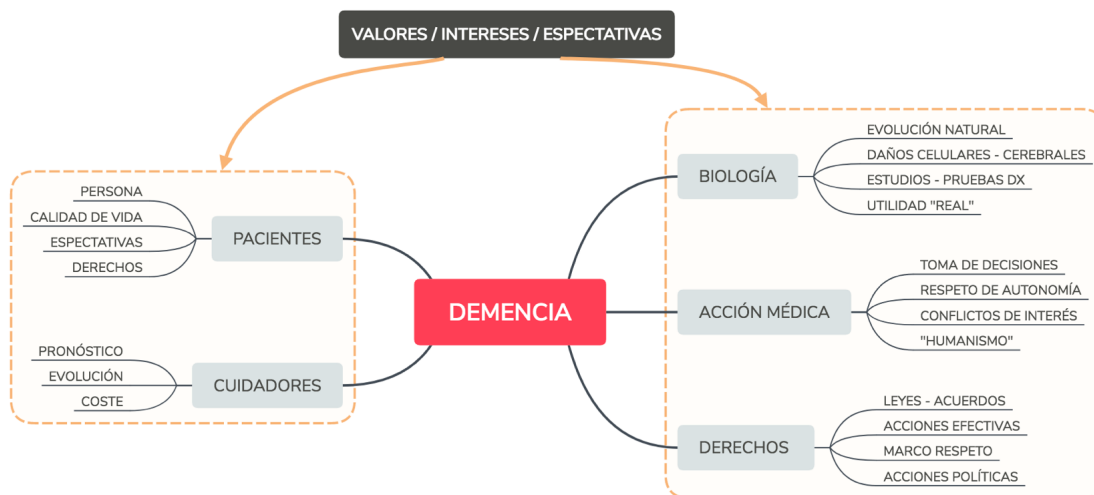 VALORES / INTERESES / ESPECTATIVAS
PERSONA
CALIDAD DE VIDA
ESPECTATIVAS
DERECHOS
PACIENTES
PRONÓSTICO
EVOLUCIÓN
COSTE
CUIDADORES
DEMENCIA
BIOLOGÍA
EVOLUCIÓN NATURAL
DAÑOS CELULARES - CEREBRALES
ESTUDIOS - PRUEBAS DX
UTILIDAD "REAL"
ACCIÓN MÉDICA
TOMA DE DECISIONES
RESPETO DE AUTONOMÍA
CONFLICTOS DE INTERÉS
"HUMANISMO"
DERECHOS
LEYES - ACUERDOS
ACCIONES EFECTIVAS
MARCO RESPETO
ACCIONES POLÍTICAS